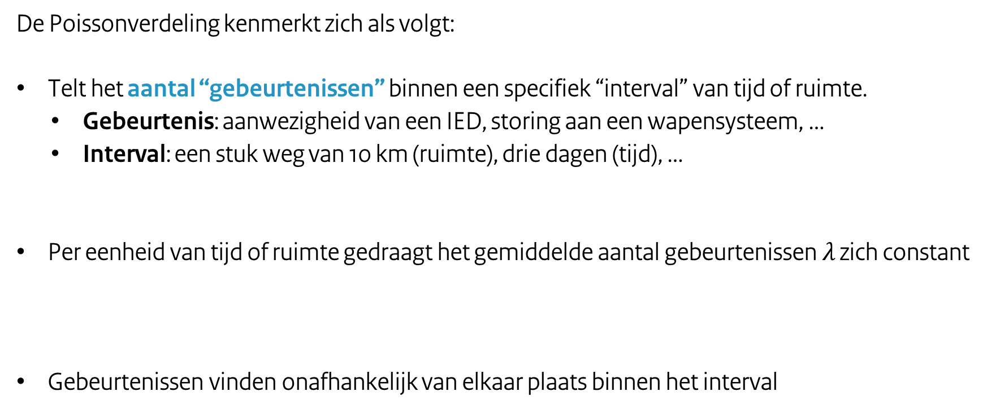 De Poissonverdeling kenmerkt zich als volgt:
• Telt het aantal “gebeurtenissen” binnen een specifiek “interval” van tijd of ruimte.
• Gebeurtenis: aanwezigheid van een IED, storing aan een wapensysteem, ...
• Interval: een stuk weg van 10 km (ruimte), drie dagen (tijd), ...
• Per eenheid van tijd of ruimte gedraagt het gemiddelde aantal gebeurtenissen λ zich constant
• Gebeurtenissen vinden onafhankelijk van elkaar plaats binnen het interval